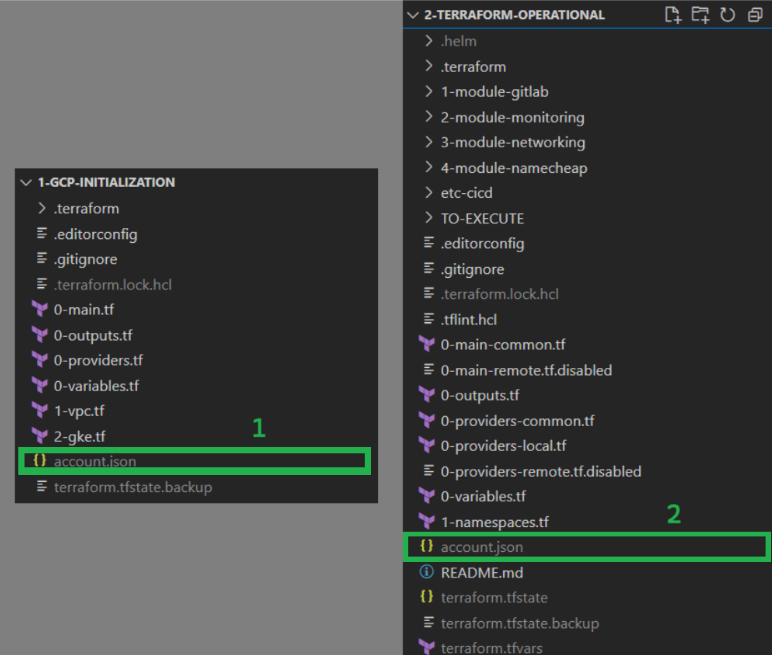 1-GCP-INITIALIZATION
.terraform
.editorconfig
.gitignore
.terraform.lock.hcl
0-main.tf
0-outputs.tf
0-providers.tf
0-variables.tf
1-vpc.tf
2-gke.tf
1
{} account.json
terraform.tfstate.backup
2-TERRAFORM-OPERATIONAL
.helm
.terraform
1-module-gitlab
2-module-monitoring
3-module-networking
4-module-namecheap
etc-cicd
TO-EXECUTE
.editorconfig
.gitignore
.terraform.lock.hcl
.tflint.hcl
0-main-common.tf
0-main-remote.tf.disabled
0-outputs.tf
0-providers-common.tf
0-providers-local.tf
0-providers-remote.tf.disabled
0-variables.tf
1-namespaces.tf
2
{} account.json
README.md
{} terraform.tfstate
terraform.tfstate.backup
terraform.tfvars